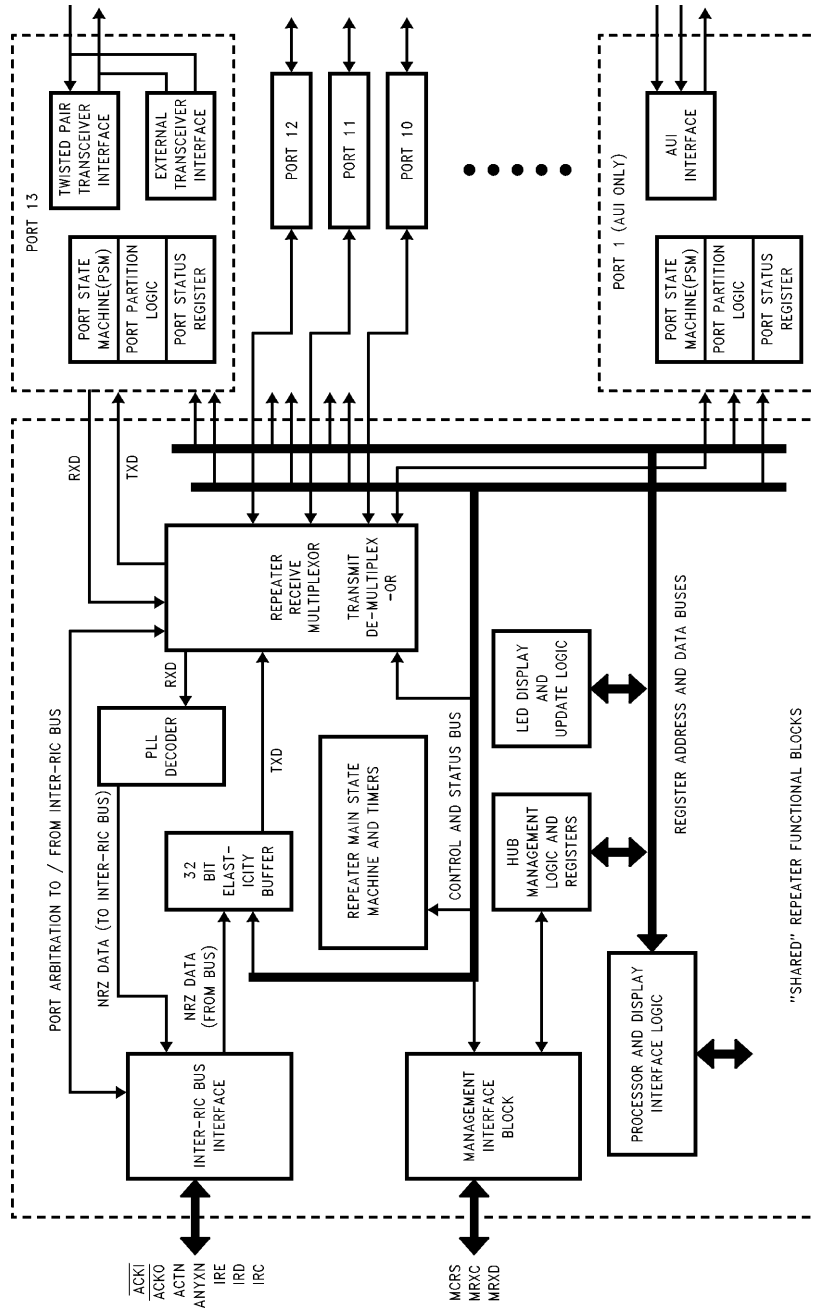 PORT 13
TWISTED PAIR
TRANSCEIVER
INTERFACE
EXTERNAL
TRANSCEIVER
INTERFACE
PORT STATE
MACHINE(PSM)
PORT PARTITION
LOGIC
PORT STATUS
REGISTER
PORT 12
PORT 11
PORT 10
PORT 1 (AUI ONLY)
AUI
INTERFACE
PORT STATE
MACHINE(PSM)
PORT PARTITION
LOGIC
PORT STATUS
REGISTER
RXD
TXD
REPEATER
RECEIVE
MULTIPLEXOR
TRANSMIT
DE-MULTIPLEX
-OR
PORT ARBITRATION TO / FROM INTER-RIC BUS
RXD
PLL
DECODER
NRZ DATA (TO INTER-RIC BUS)
TXD
32
BIT
ELAST-
ICITY
BUFFER
NRZ DATA
(FROM BUS)
REPEATER MAIN STATE
MACHINE AND TIMERS
CONTROL AND STATUS BUS
LED DISPLAY
AND
UPDATE LOGIC
HUB
MANAGEMENT
LOGIC AND
REGISTERS
REGISTER ADDRESS AND DATA BUSES
INTER-RIC BUS
INTERFACE
MANAGEMENT
INTERFACE
BLOCK
PROCESSOR AND DISPLAY
INTERFACE LOGIC
"SHARED" REPEATER FUNCTIONAL BLOCKS
ACKI
ACKO
ACTN
ANYXN
IRE
IRD
IRC
MCRS
MRXC
MRXD